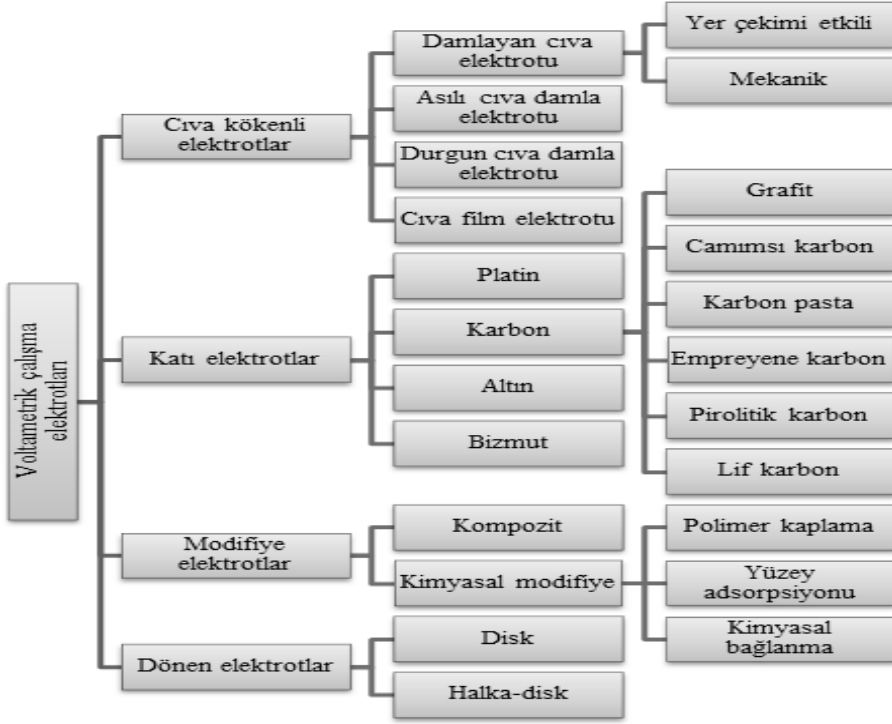 Voltametrik çalışma
elektrotları
Cıva kökenli
elektrotlar
Damlayan cıva
elektrotu
Yer çekimi etkili
Mekanik
Asılı cıva damla
elektrotu
Durgun cıva damla
elektrotu
Cıva film elektrotu
Katı elektrotlar
Platin
Karbon
Grafit
Camımsı karbon
Karbon pasta
Empreyene karbon
Pirolitik karbon
Lif karbon
Altın
Bizmut
Modifiye
elektrotlar
Kompozit
Kimyasal modifiye
Polimer kaplama
Yüzey
adsorpsiyonu
Kimyasal
bağlanma
Dönen elektrotlar
Disk
Halka-disk